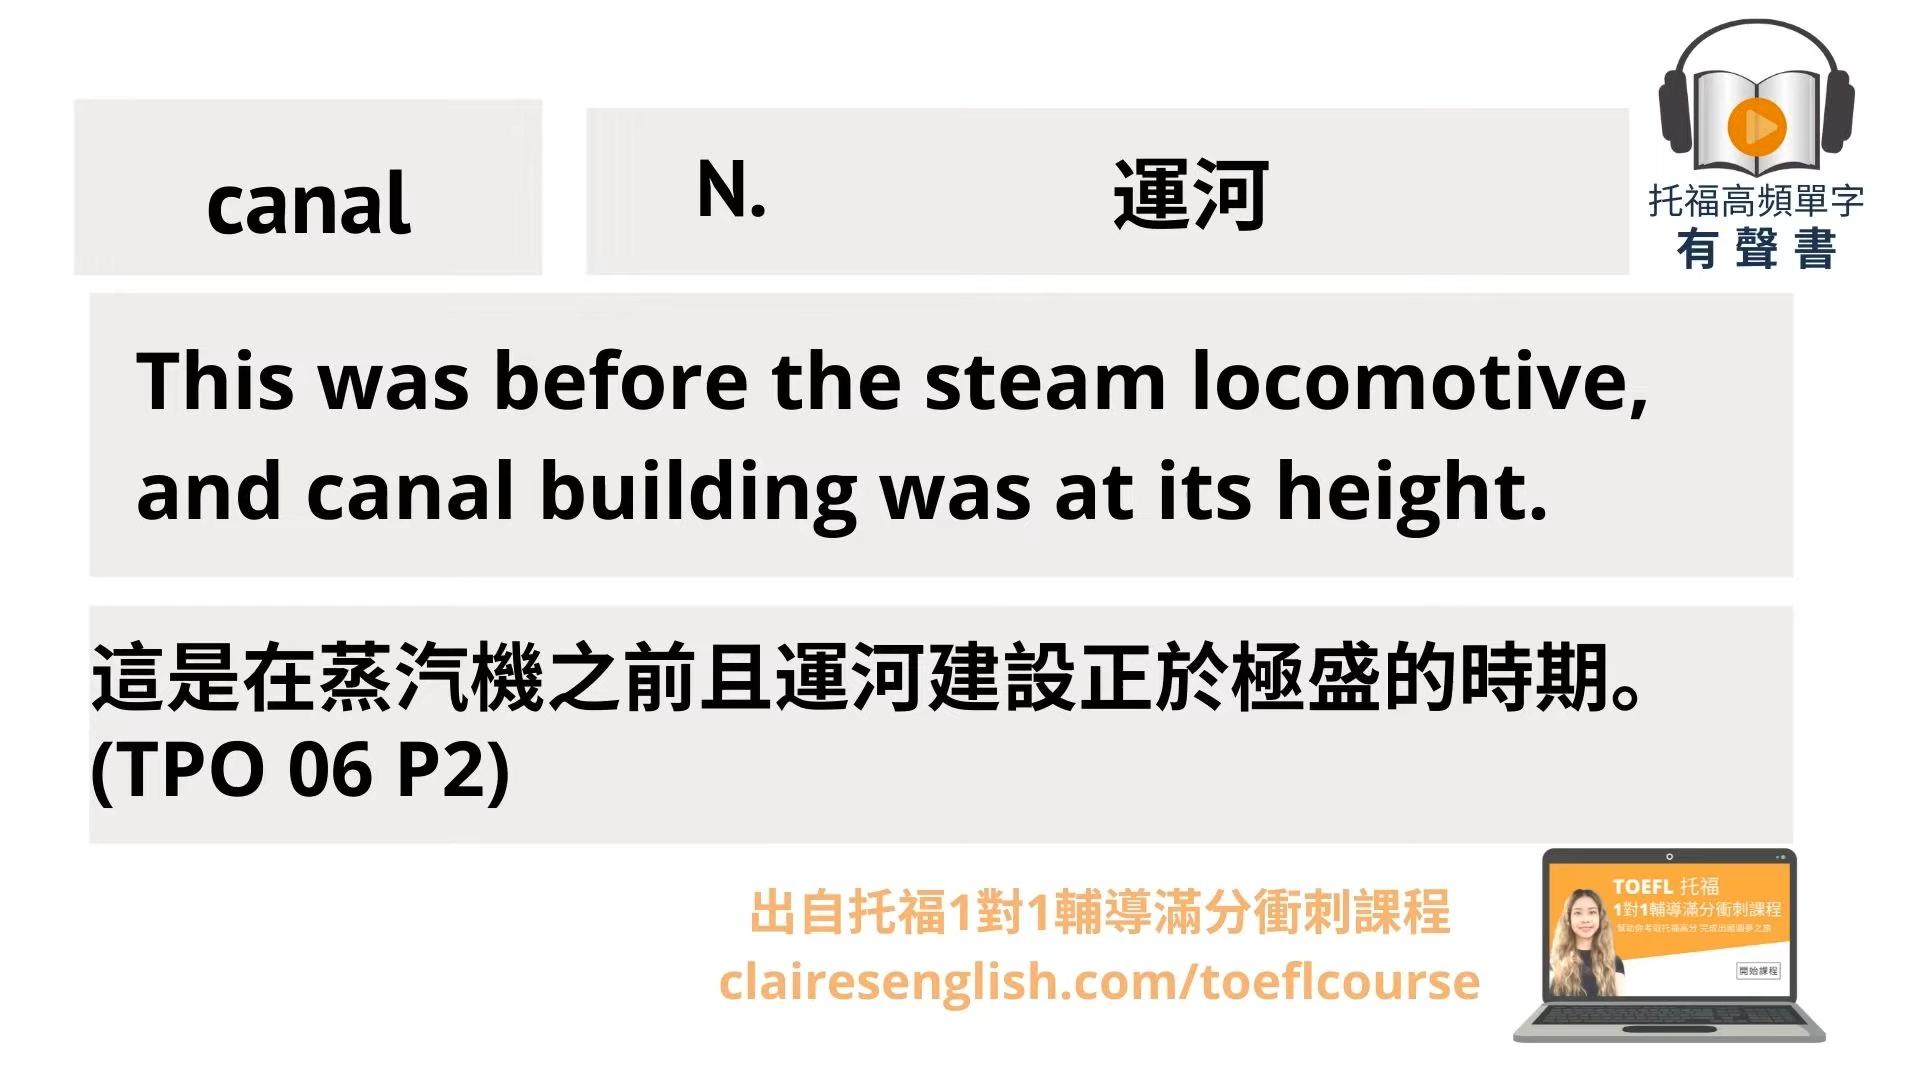 canal
N.
運河
托福高頻單字
有聲書
This was before the steam locomotive,
and canal building was at its height.
這是在蒸汽機之前且運河建設正於極盛的時期。
(TPO 06 P2)
出自托福1對1輔導滿分衝刺課程
clairesenglish.com/toeflcourse
TOEFL 托福
1對1輔導滿分衝刺課程
開始課程